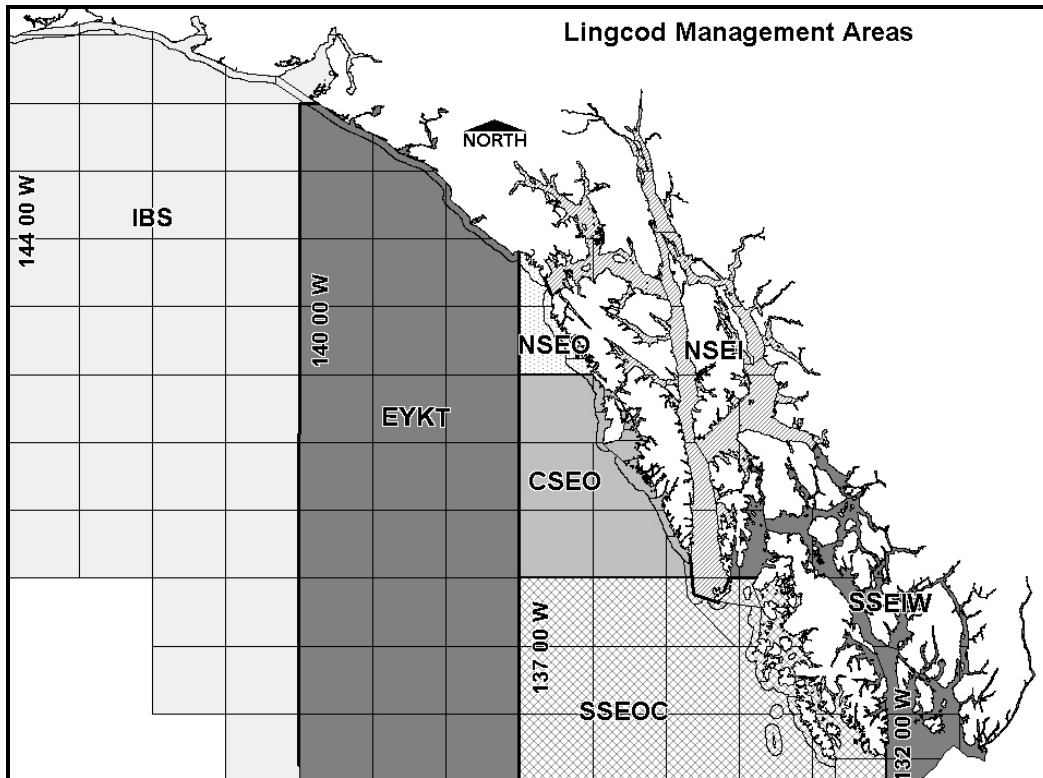 Lingcod Management Areas
NORTH
144 00 W
IBS
140 00 W
NSEO
NSEI
EYKT
CSEO
SSEIW
137 00 W
SSEOC
132 00 W